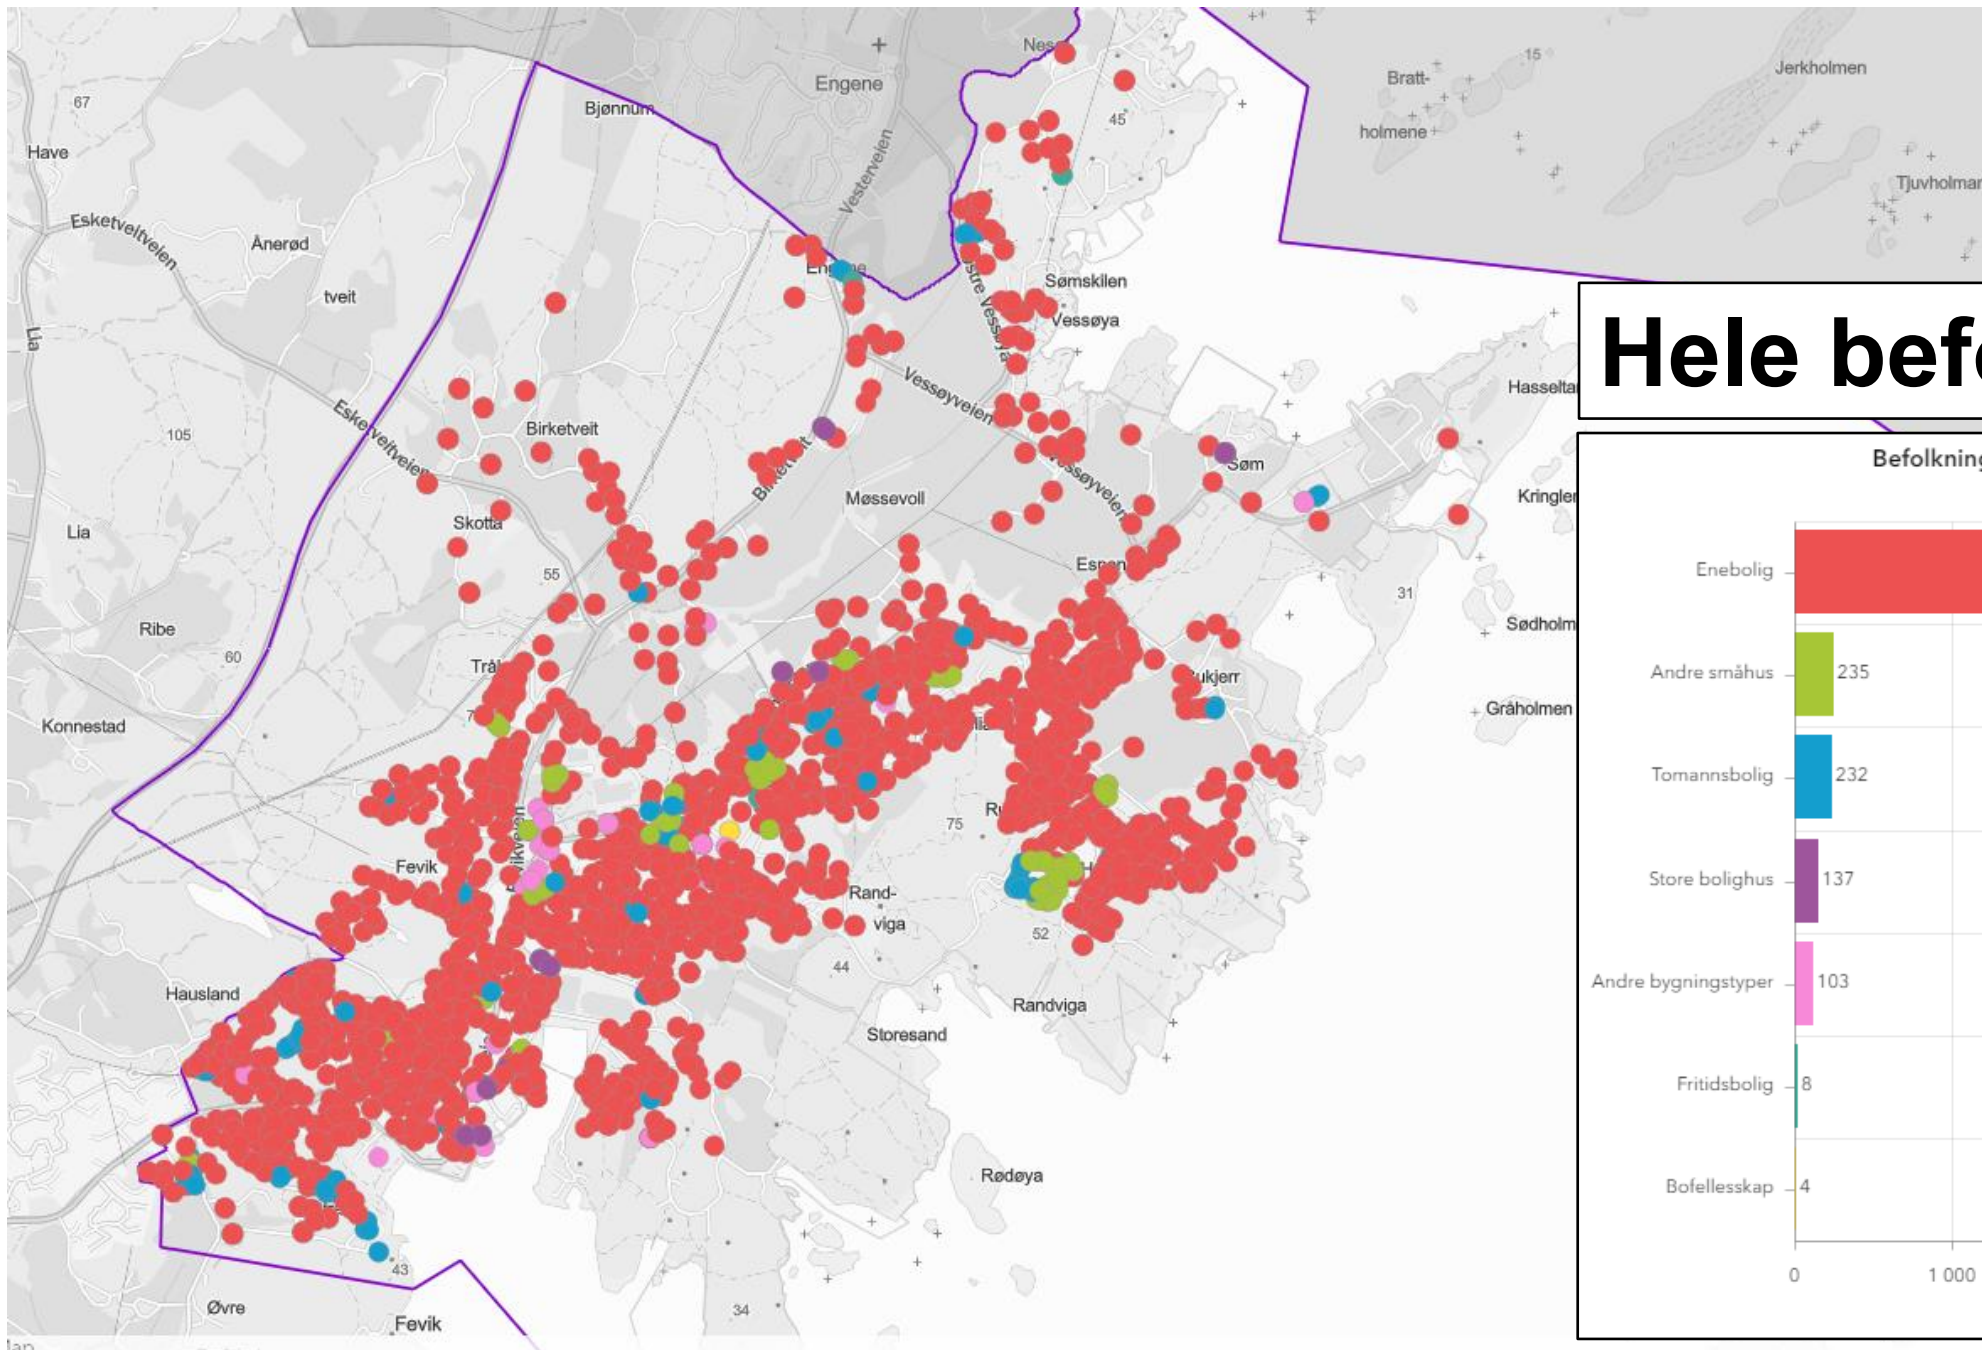 Nes
Engene
Bjønnum
67
Have
45
15
Bratt-
holmene
Jerkholmen
Tjuvholmar
Vesterveien
Esketveitveien
Ånerød
tveit
Lia
Sømskilen
Vessøya
Vessøyveien
Hele bef
Hasselta
Esketveitveien
Birketveit
105
Søm
Møssevoll
Skotta
Lia
55
Kringler
31
Ribe
60
Sødholm
Gråholmen
Konnestad
75
Fevik
Rand-
viga
52
44
Hausland
Randviga
Storesand
Rødøya
43
Øvre
Fevik
34
Befolkning
Enebolig
Andre småhus 235
Tomannsbolig 232
Store bolighus 137
Andre bygningstyper 103
Fritidsbolig 8
Bofellesskap 4
0 1 000